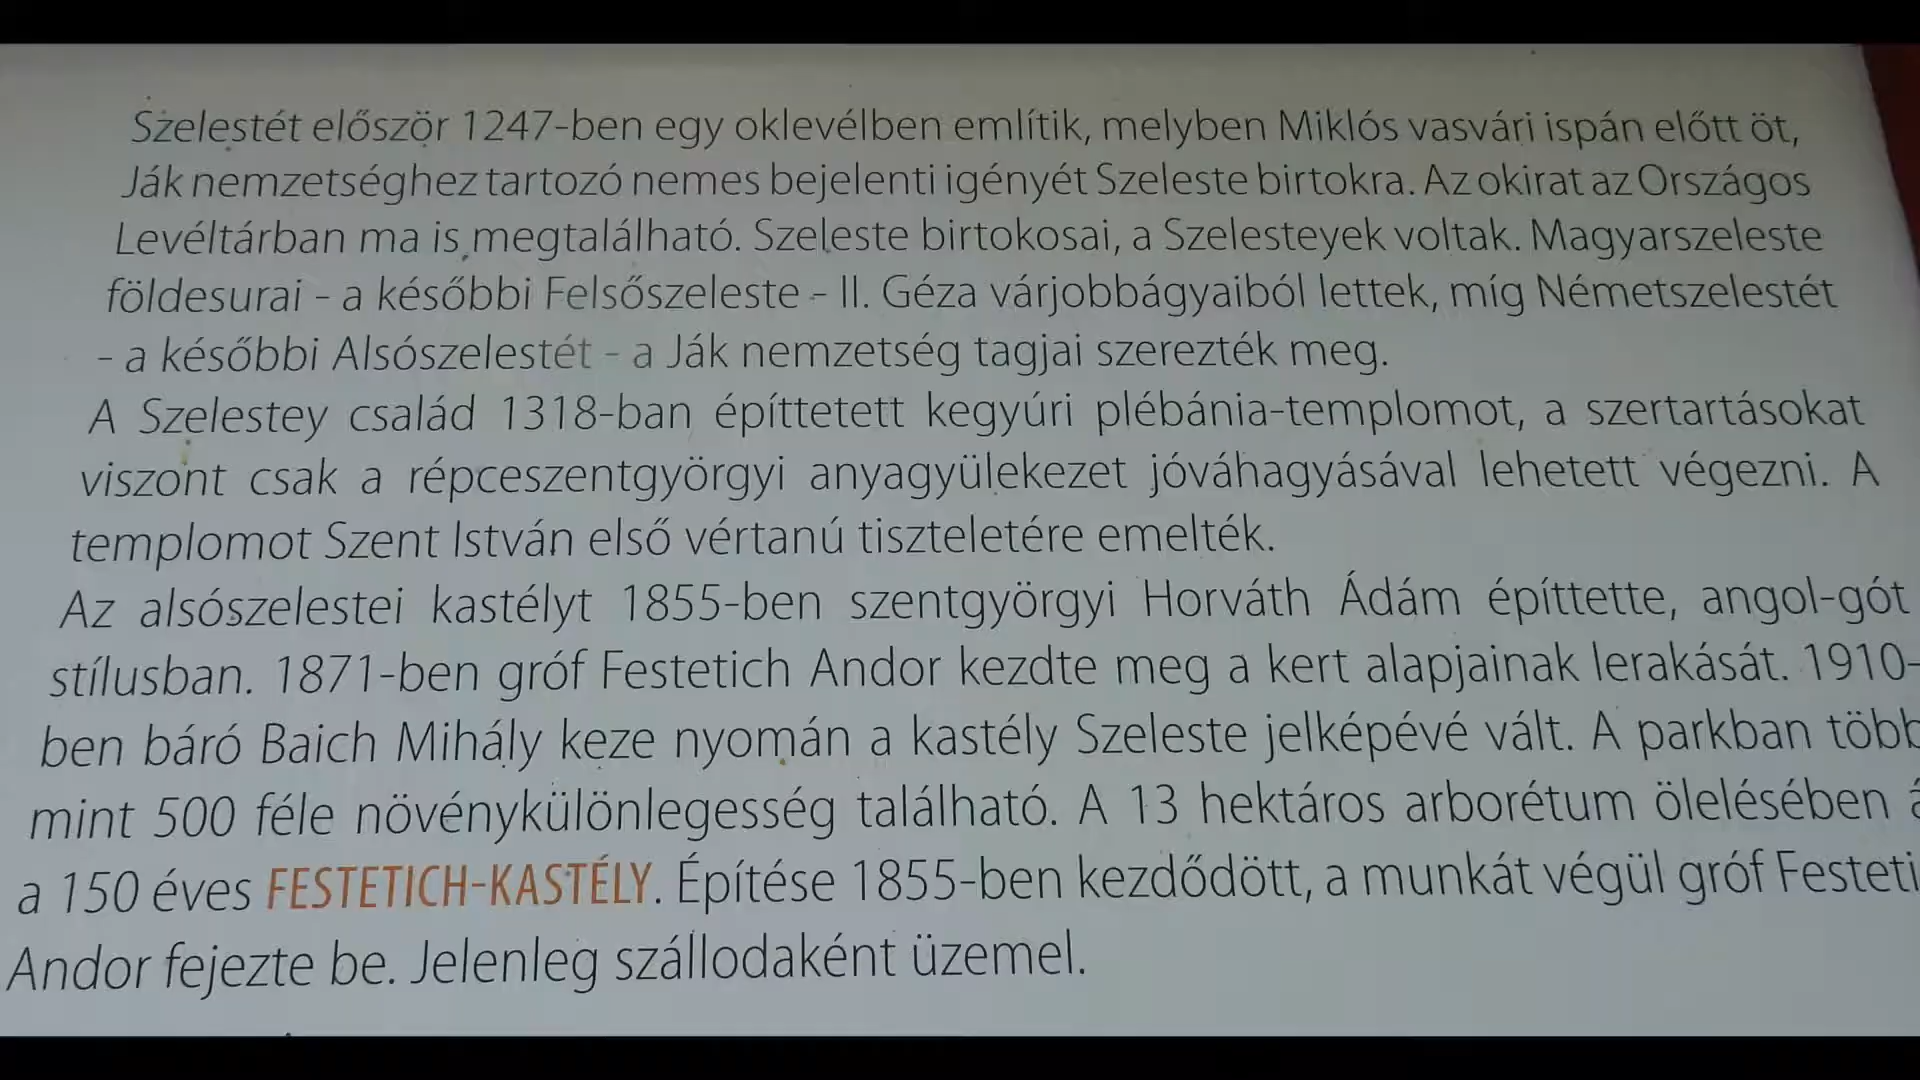 Szelestét először 1247-ben egy oklevélben említik, melyben Miklós vasvári ispán előtt öt,
Ják nemzetséghez tartozó nemes bejelenti igényét Szeleste birtokra. Az okirat az Országos
Levéltárban ma is megtalálható. Szeleste birtokosai, a Szelesteyek voltak. Magyarszeleste
földesurai - a későbbi Felsőszeleste - II. Géza várjobbágyaiból lettek, míg Németszelestét
- a későbbi Alsószelestét - a Ják nemzetség tagjai szerezték meg.
A Szelestey család 1318-ban építtetett kegyúri plébánia-templomot, a szertartásokat
viszont csak a répceszentgyörgyi anyagyülekezet jóváhagyásával lehetett végezni. A
templomot Szent István első vértanú tiszteletére emelték.
Az alsószelestei kastélyt 1855-ben szentgyörgyi Horváth Ádám építtette, angol-gót
stílusban. 1871-ben gróf Festetich Andor kezdte meg a kert alapjainak lerakását. 1910-
ben báró Baich Mihály keze nyomán a kastély Szeleste jelképévé vált. A parkban több
mint 500 féle növénykülönlegesség található. A 13 hektáros arborétum ölelésében
a 150 éves FESTETICH-KASTÉLY. Építése 1855-ben kezdődött, a munkát végül gróf Festeti
Andor fejezte be. Jelenleg szállodaként üzemel.